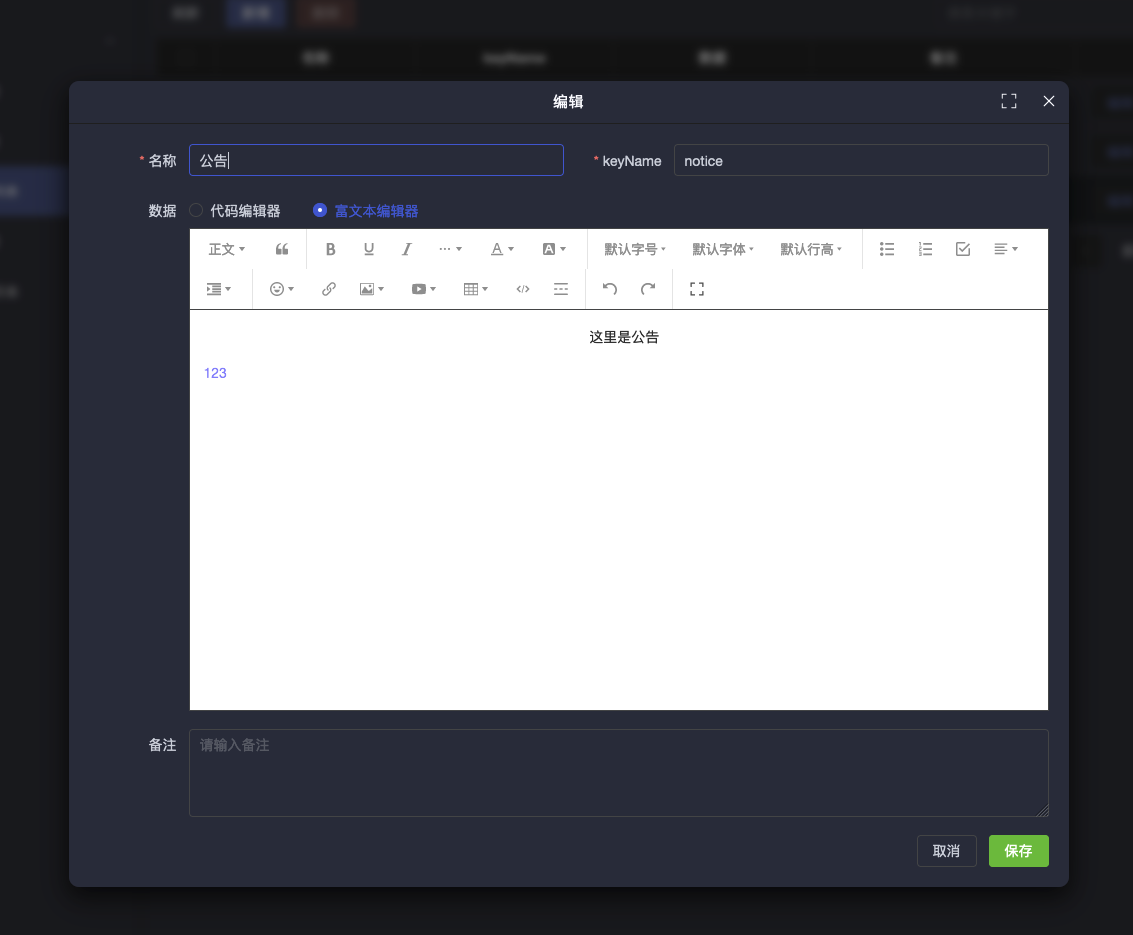 编辑
* 名称 公告 * keyName notice
数据 代码编辑器 富文本编辑器
正文 B U I ··· A A 默认字号 默认字体 默认行高
这里是公告
123
备注 请输入备注
取消 保存